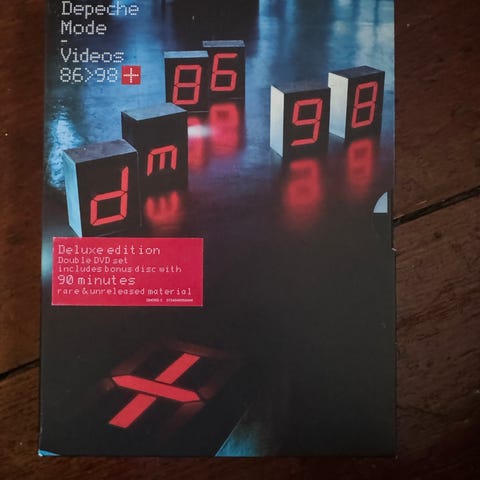 Depeche
Mode
-
Videos
86>98 +
86
98
d
m
Deluxe edition
Double DVD set
includes bonus disc with
90 minutes
rare & unreleased material